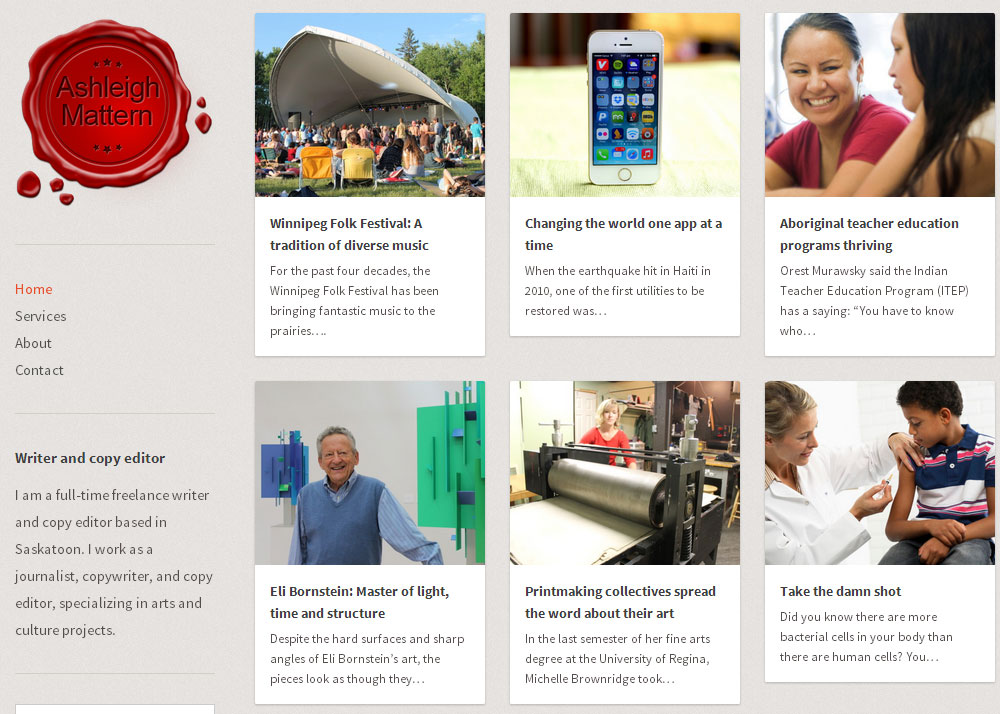 Ashleigh
Mattern
Home
Services
About
Contact
Writer and copy editor
I am a full-time freelance writer
and copy editor based in
Saskatoon. I work as a
journalist, copywriter, and copy
editor, specializing in arts and
culture projects.
Winnipeg Folk Festival: A
tradition of diverse music
For the past four decades, the
Winnipeg Folk Festival has been
bringing fantastic music to the
prairies….
Changing the world one app at a
time
When the earthquake hit in Haiti in
2010, one of the first utilities to be
restored was…
Aboriginal teacher education
programs thriving
Orest Murawsky said the Indian
Teacher Education Program (ITEP)
has a saying: “You have to know
who…
Eli Bornstein: Master of light,
time and structure
Despite the hard surfaces and sharp
angles of Eli Bornstein’s art, the
pieces look as though they…
Printmaking collectives spread
the word about their art
In the last semester of her fine arts
degree at the University of Regina,
Michelle Brownridge took…
Take the damn shot
Did you know there are more
bacterial cells in your body than
there are human cells? You…